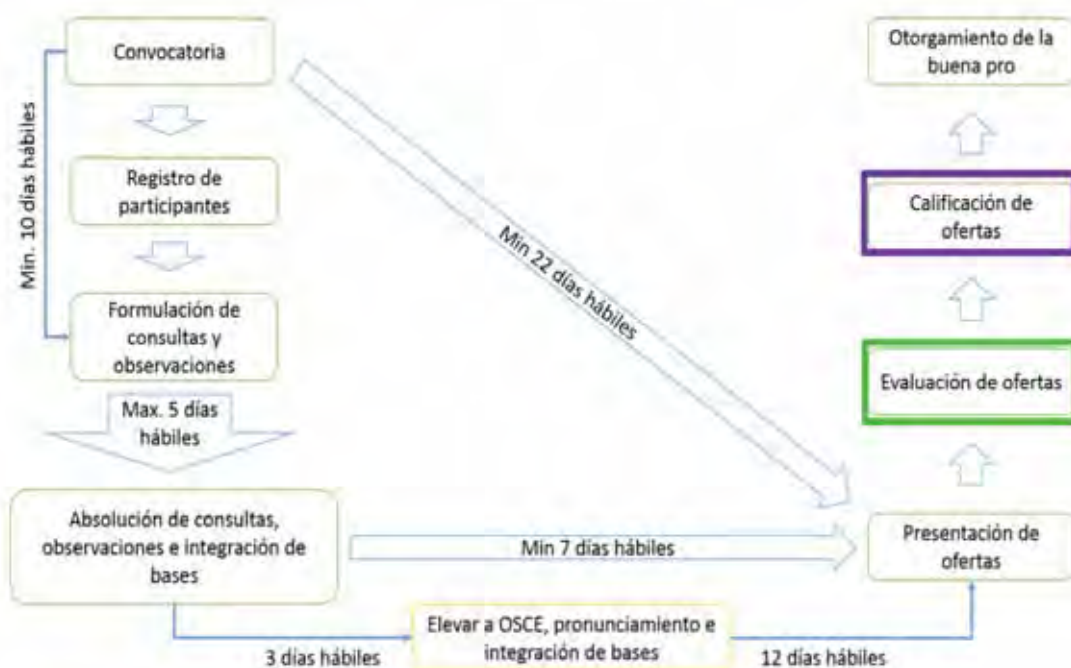 Convocatoria
Min. 10 días hábiles
Registro de
participantes
Formulación de
consultas y
observaciones
Max. 5 días
hábiles
Absolución de consultas,
observaciones e integración de
bases
Min 22 días hábiles
Min 7 días hábiles
3 días hábiles
Elevar a OSCE, pronunciamiento e
integración de bases
12 días hábiles
Presentación de
ofertas
Evaluación de ofertas
Calificación de
ofertas
Otorgamiento de la
buena pro